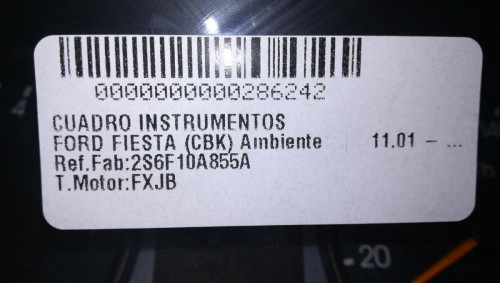 0000000000286242
CUADRO INSTRUMENTOS
FORD FIESTA (CBK) Ambiente 11.01 - ...
Ref.Fab:2S6F10A855A
T.Motor:FXJB
20